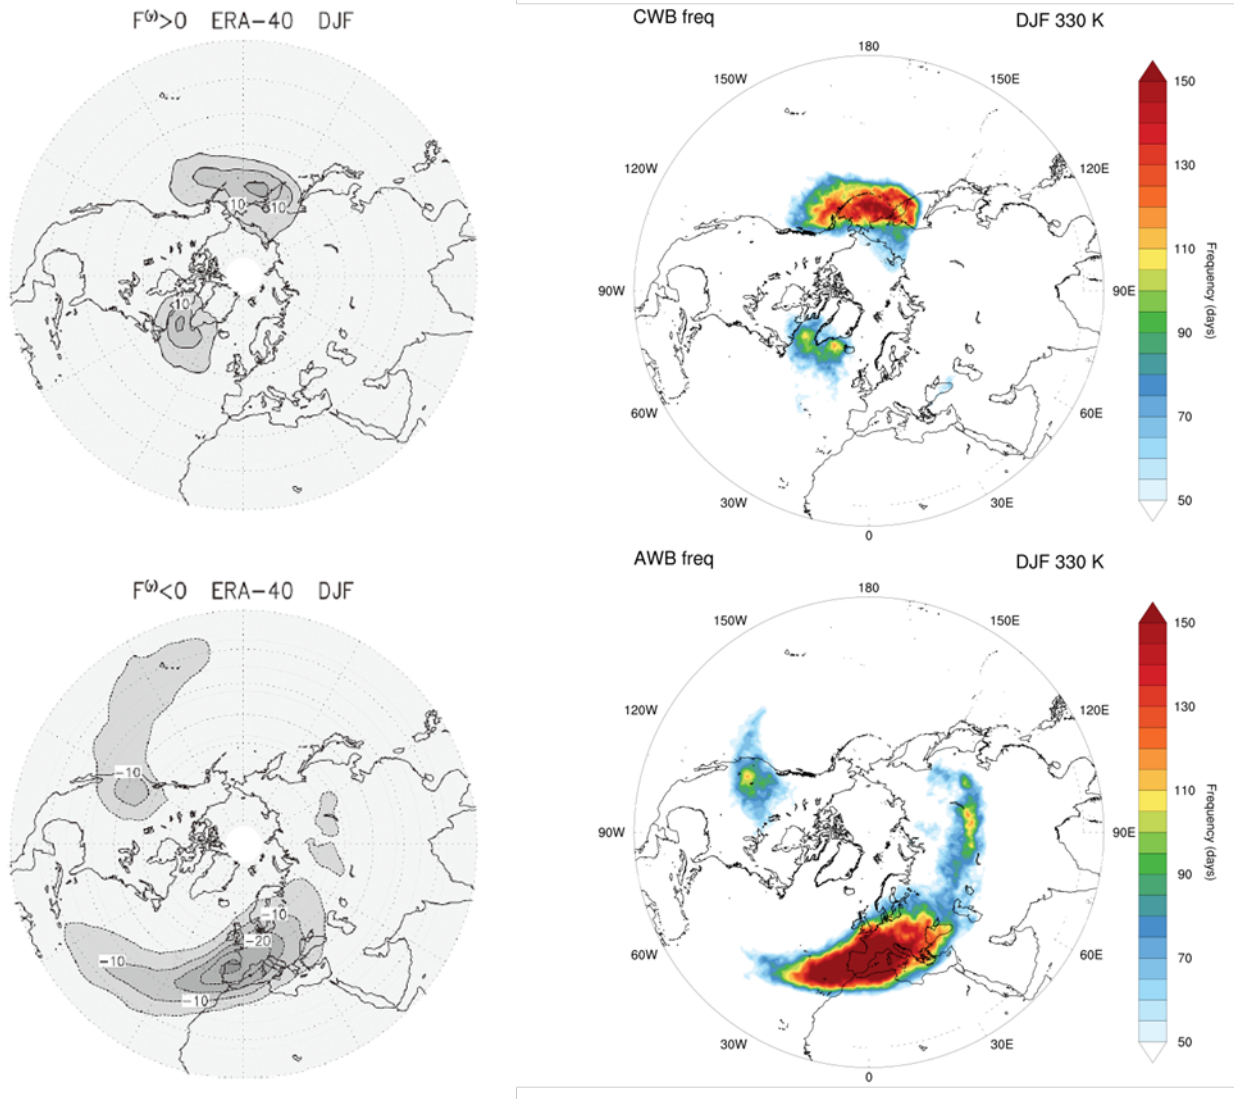 F(y)>0 ERA-40 DJF
CWB freq DJF 330 K
180
150W 150E
120W 120E
90W 90E
60W 60E
30W 30E
0
150
130
110
90
70
50
Frequency (days)
10 10
10
F(y)<0 ERA-40 DJF
AWB freq DJF 330 K
180
150W 150E
120W 120E
90W 90E
60W 60E
30W 30E
0
150
130
110
90
70
50
Frequency (days)
-10
-10
-20
-10
-10